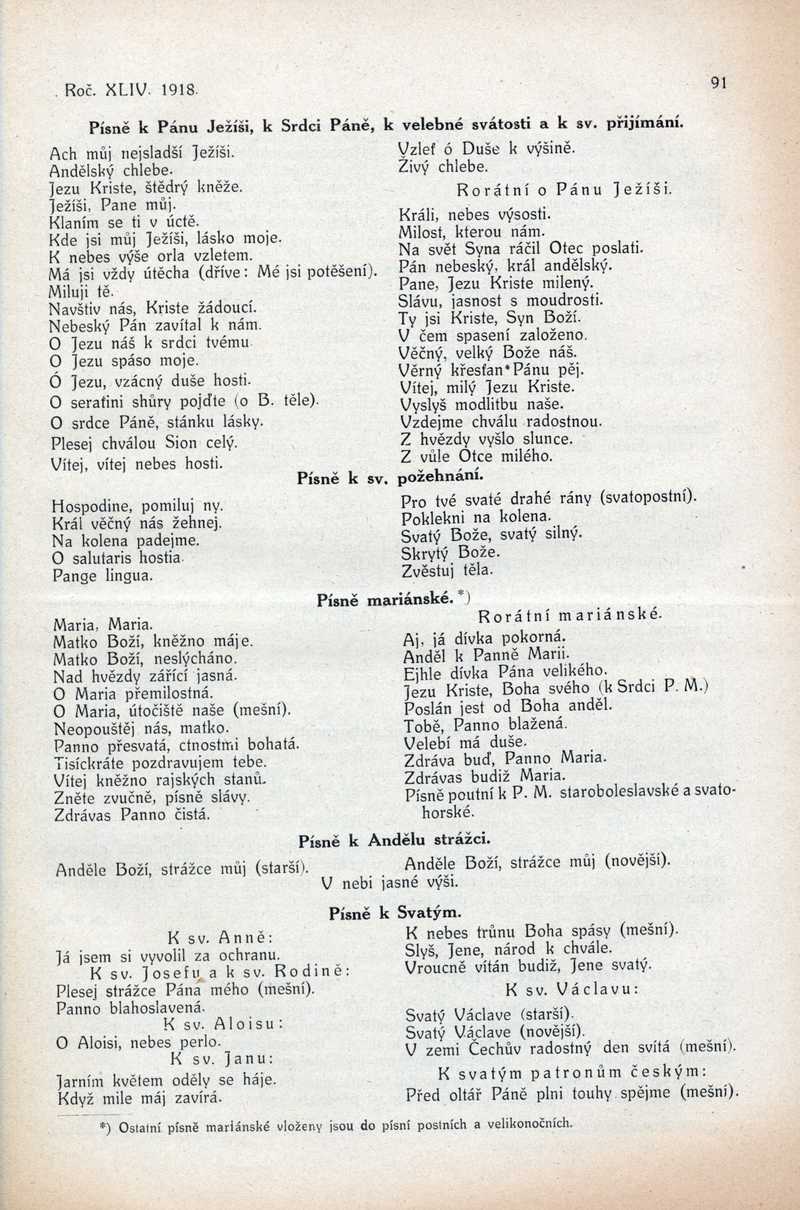 Roč. XLIV. 1918.
91
Písně k Pánu Ježíši, k Srdci Páně, k velebné svátosti a k sv. přijímání.
Ach můj nejsladší Ježíši.
Andělský chlebe.
Jezu Kriste, štědrý kněže.
Ježíši, Pane můj.
Klaním se ti v úctě.
Kde jsi můj Ježíši, lásko moje.
K nebes výše orla vzletem.
Má jsi vždy útěcha (dříve: Mé jsi potěšení).
Miluji tě.
Navštiv nás, Kriste žádoucí.
Nebeský Pán zavítal k nám.
O Jezu náš k srdci tvému.
O Jezu spáso moje.
Ó Jezu, vzácný duše hosti.
O serafini shůry pojďte (o B. těle).
O srdce Páně, stánku lásky.
Plesej chválou Sion celý.
Vítej, vítej nebes hosti.
Vzleť ó Duše k výšině.
Živý chlebe.
Rorátní o Pánu Ježíši.
Králi, nebes výsosti.
Milost, kterou nám.
Na svět Syna ráčil Otec poslati.
Pán nebeský, král andělský.
Pane, Jezu Kriste milený.
Slávu, jasnost s moudrosti.
Ty jsi Kriste, Syn Boží.
V čem spasení založeno.
Věčný, velký Bože náš.
Věrný křesťan Pánu pěj.
Vítej, milý Jezu Kriste.
Vyslyš modlitbu naše.
Vzdejme chválu radostnou.
Z hvězdy vyšlo slunce.
Z vůle Otce milého.
Písně k sv. požehnání.
Hospodine, pomiluj ny.
Král věčný nás žehnej.
Na kolena padejme.
O salutaris hostia.
Pange lingua.
Pro tvé svaté drahé rány (svatopostní).
Poklekni na kolena.
Svatý Bože, svatý silný.
Skrytý Bože.
Zvěstuj těla.
Písně mariánské.*)
Maria, Maria.
Matko Boží, kněžno máje.
Matko Boží, neslýcháno.
Nad hvězdy zářící jasná.
O Maria přemilostná.
O Maria, útočiště naše (mešní).
Neopouštěj nás, matko.
Panno přesvatá, ctnostmi bohatá.
Tisíckráte pozdravujem tebe.
Vítej kněžno rajských stanů.
Zněte zvučně, písně slávy.
Zdrávas Panno čistá.
Rorátní mariánské.
Aj, já dívka pokorná.
Anděl k Panně Marii.
Ejhle dívka Pána velikého.
Jezu Kriste, Boha svého (k Srdci P. M.)
Poslán jest od Boha anděl.
Tobě, Panno blažená.
Velebí má duše.
Zdráva buď, Panno Maria.
Zdrávas budiž Maria.
Písně poutní k P. M. staroboleslavské a svato-
horské.
Písně k Andělu strážci.
Anděle Boží, strážce můj (starší).
Anděle Boží, strážce můj (novější).
V nebi jasné výši.
Písně k Svatým.
K sv. Anně:
Já jsem si vyvolil za ochranu.
K sv. Josefu a k sv. Rodině:
Plesej strážce Pána mého (mešní).
Panno blahoslavená.
K sv. Aloisu:
O Aloisi, nebes perlo.
K sv. Janu:
Jarním květem oděly se háje.
Když mile máj zavírá.
K nebes trůnu Boha spásy (mešní).
Slyš, Jene, národ k chvále.
Vroucně vítán budiž, Jene svatý.
K sv. Václavu:
Svatý Václave (starší).
Svatý Václave (novější).
V zemi Čechův radostný den svítá (mešní).
K svatým patronům českým:
Před oltář Páně plni touhy spějme (mešní).
*) Ostatní písně mariánské vloženy jsou do písní postních a velikonočních.